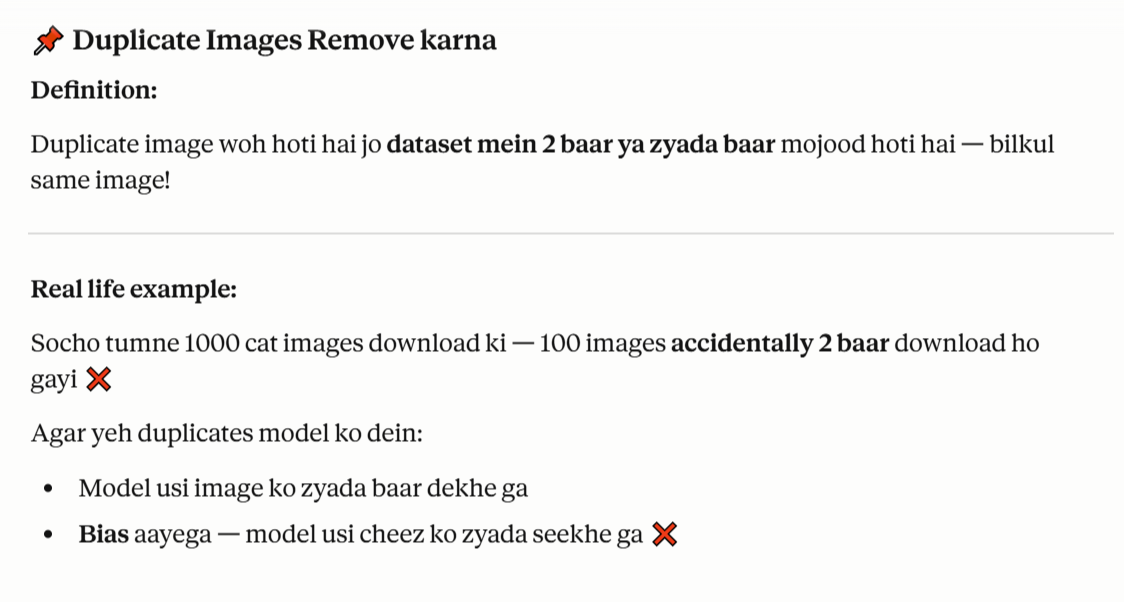 📌 Duplicate Images Remove karna
Definition:
Duplicate image woh hoti hai jo dataset mein 2 baar ya zyada baar mojood hoti hai — bilkul
same image!
Real life example:
Socho tumne 1000 cat images download ki — 100 images accidentally 2 baar download ho
gayi ❌
Agar yeh duplicates model ko dein:
• Model usi image ko zyada baar dekhe ga
• Bias aayega — model usi cheez ko zyada seekhe ga ❌